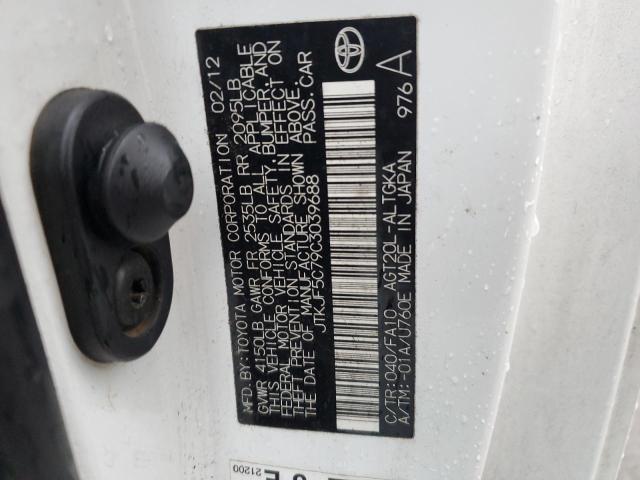 MFD. BY:TOYOTA MOTOR CORPORATION 02/12
GVWR 4150LB GAWR FR 2535LB RR 2095LB
THIS VEHICLE CONFORMS TO ALL APPLICABLE
FEDERAL MOTOR VEHICLE SAFETY, BUMPER, AND
THEFT PREVENTION STANDARDS IN EFFECT ON
THE DATE OF MANUFACTURE SHOWN ABOVE.
JTKJF5C79C3039688 PASS.CAR
C/TR:040/FA10 AGT20L-ALTGKA
A/TM:-01A/U760E MADE IN JAPAN 976A
21200